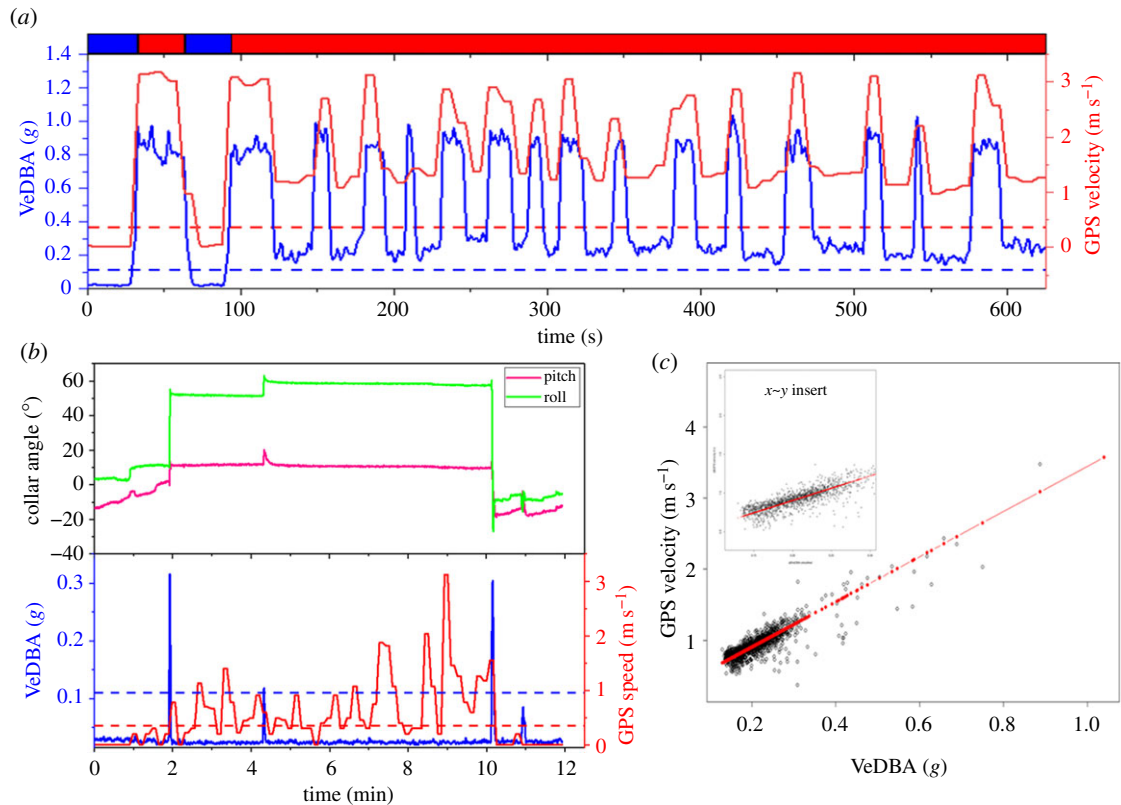 (a)
1.4
1.2
1.0
0.8
0.6
0.4
0.2
0
VeDBA (g)
3
2
1
0
GPS velocity (m s⁻¹)
0 100 200 300 400 500 600
time (s)
(b)
60
40
20
0
−20
−40
collar angle (°)
pitch
roll
0.3
0.2
0.1
VeDBA (g)
3
2
1
0
GPS speed (m s⁻¹)
0 2 4 6 8 10 12
time (min)
(c)
x~y insert
4
3
2
1
GPS velocity (m s⁻¹)
0.2 0.4 0.6 0.8 1.0
VeDBA (g)